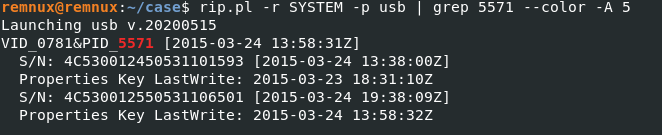 remnux@remnux:~/case$ rip.pl -r SYSTEM -p usb | grep 5571 --color -A 5
Launching usb v.20200515
VID_0781&PID_5571 [2015-03-24 13:58:31Z]
  S/N: 4C530012450531101593 [2015-03-24 13:38:00Z]
  Properties Key LastWrite: 2015-03-23 18:31:10Z
  S/N: 4C530012550531106501 [2015-03-24 19:38:09Z]
  Properties Key LastWrite: 2015-03-24 13:58:32Z